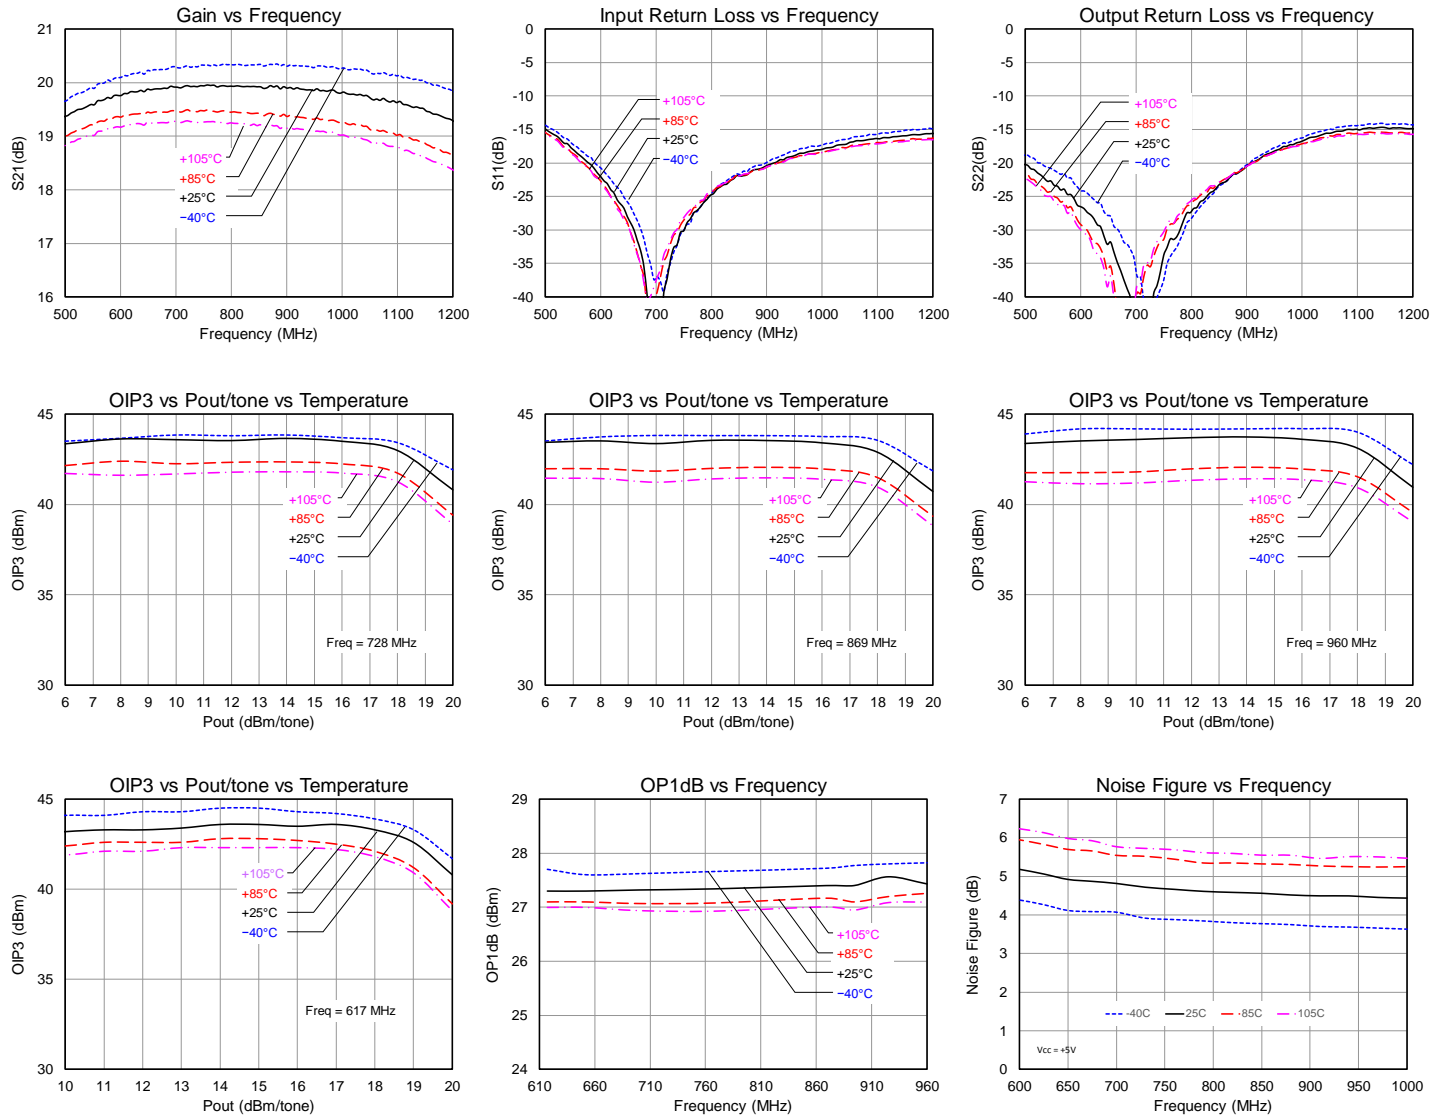 Gain vs Frequency
21
20
19
18
17
16
S21(dB)
+105°C
+85°C
+25°C
−40°C
500 600 700 800 900 1000 1100 1200
Frequency (MHz)
Input Return Loss vs Frequency
0
-5
-10
-15
-20
-25
-30
-35
-40
S11(dB)
+105°C
+85°C
+25°C
−40°C
500 600 700 800 900 1000 1100 1200
Frequency (MHz)
Output Return Loss vs Frequency
0
-5
-10
-15
-20
-25
-30
-35
-40
S22(dB)
+105°C
+85°C
+25°C
−40°C
500 600 700 800 900 1000 1100 1200
Frequency (MHz)
OIP3 vs Pout/tone vs Temperature
45
40
35
30
OIP3 (dBm)
+105°C
+85°C
+25°C
−40°C
Freq = 728 MHz
6 7 8 9 10 11 12 13 14 15 16 17 18 19 20
Pout (dBm/tone)
OIP3 vs Pout/tone vs Temperature
45
40
35
30
OIP3 (dBm)
+105°C
+85°C
+25°C
−40°C
Freq = 869 MHz
6 7 8 9 10 11 12 13 14 15 16 17 18 19 20
Pout (dBm/tone)
OIP3 vs Pout/tone vs Temperature
45
40
35
30
OIP3 (dBm)
+105°C
+85°C
+25°C
−40°C
Freq = 960 MHz
6 7 8 9 10 11 12 13 14 15 16 17 18 19 20
Pout (dBm/tone)
OIP3 vs Pout/tone vs Temperature
45
40
35
30
OIP3 (dBm)
+105°C
+85°C
+25°C
−40°C
Freq = 617 MHz
10 11 12 13 14 15 16 17 18 19 20
Pout (dBm/tone)
OP1dB vs Frequency
29
28
27
26
25
24
OP1dB (dBm)
+105°C
+85°C
+25°C
−40°C
610 660 710 760 810 860 910 960
Frequency (MHz)
Noise Figure vs Frequency
7
6
5
4
3
2
1
0
Noise Figure (dB)
-40C 25C 85C 105C
Vcc = +5V
600 650 700 750 800 850 900 950 1000
Frequency (MHz)